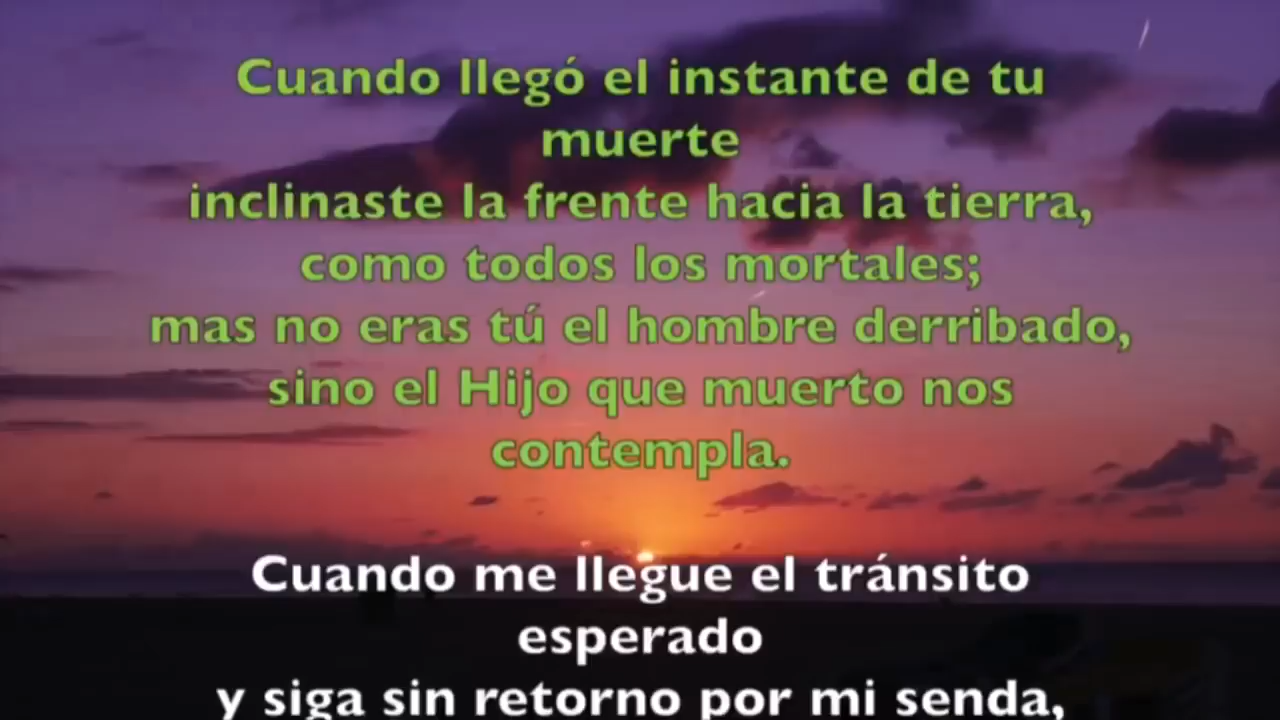 Cuando llegó el instante de tu
muerte
inclinaste la frente hacia la tierra,
como todos los mortales;
mas no eras tú el hombre derribado,
sino el Hijo que muerto nos
contempla.
Cuando me llegue el tránsito
esperado
y siga sin retorno por mi senda,